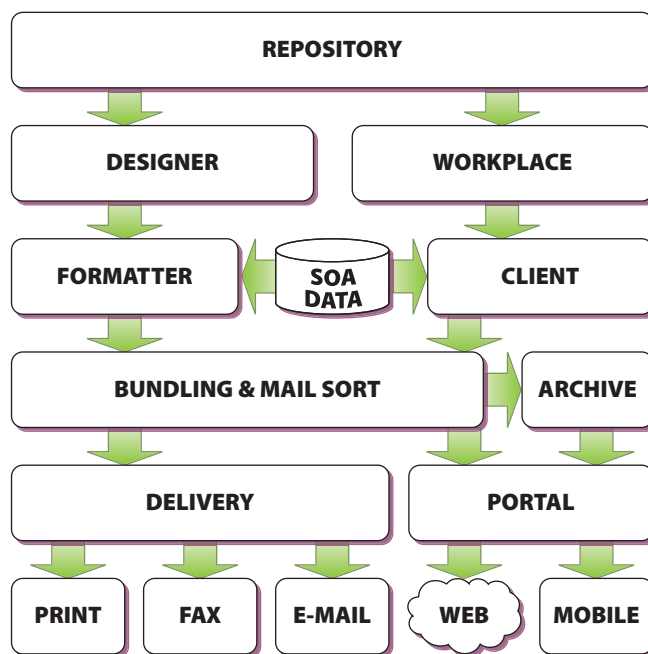 REPOSITORY
DESIGNER
WORKPLACE
FORMATTER
SOA
DATA
CLIENT
BUNDLING & MAIL SORT
ARCHIVE
DELIVERY
PORTAL
PRINT
FAX
E-MAIL
WEB
MOBILE